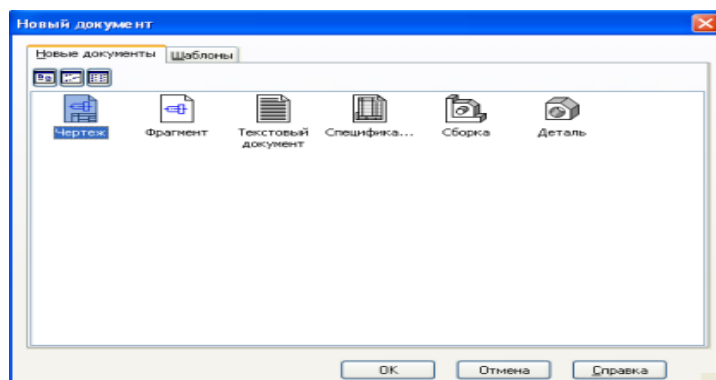 Новый документ
Новые документы Шаблоны
Чертеж Фрагмент Текстовый документ Специфика... Сборка Деталь
OK Отмена Справка